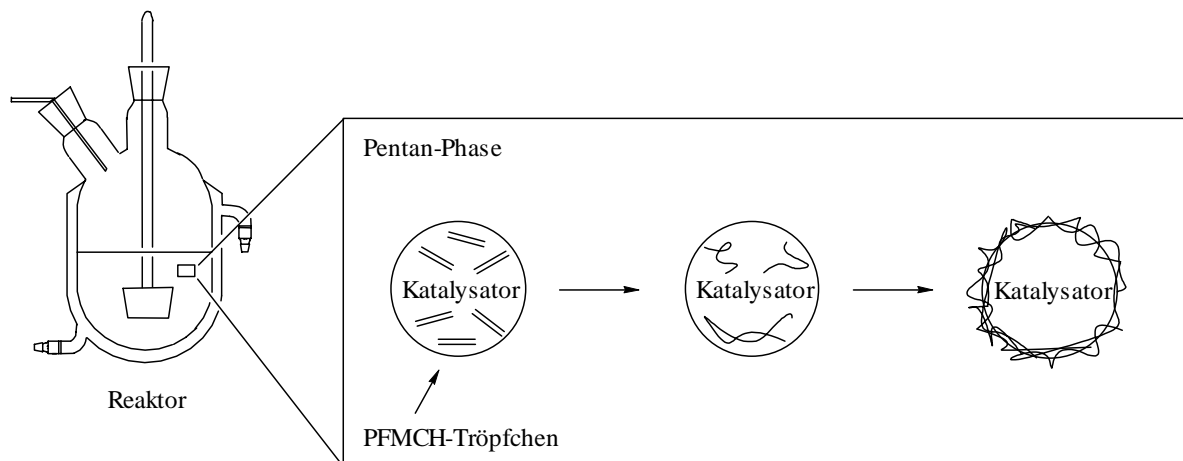 Pentan-Phase
Katalysator
Katalysator
Katalysator
Reaktor
PFMCH-Tröpfchen